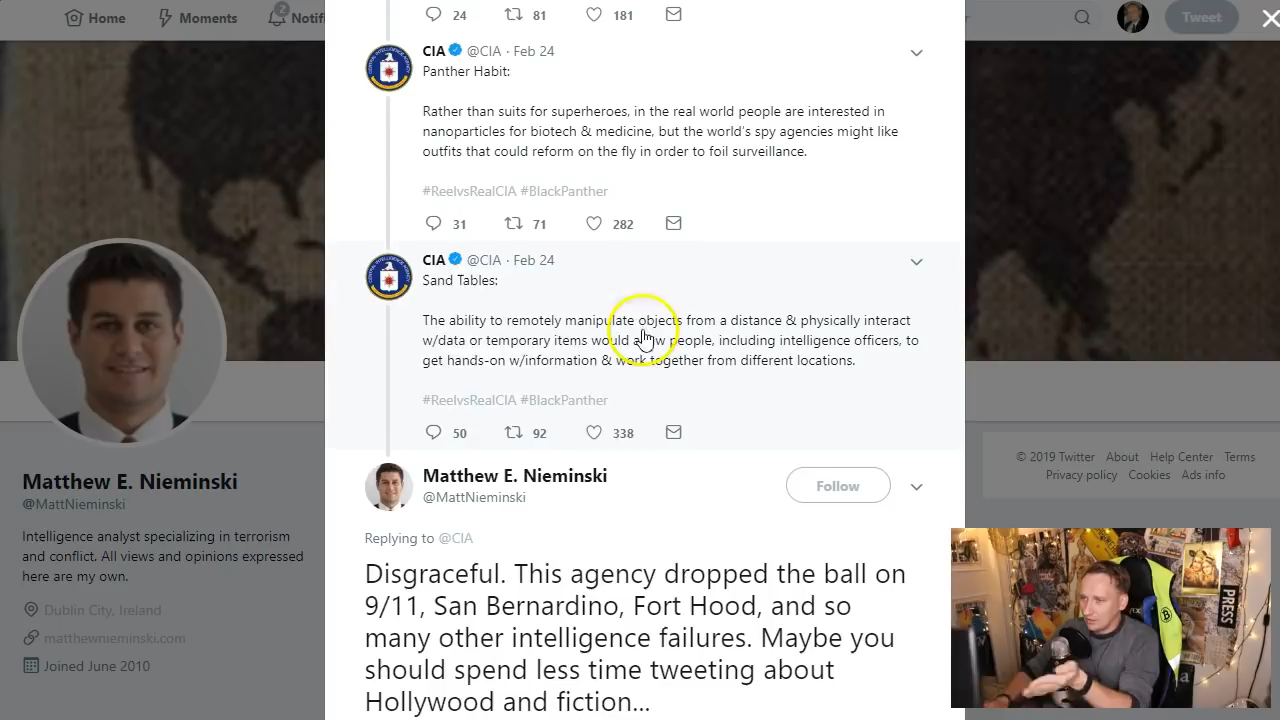 Home
Moments
2
Notifi
Tweet
24 81 181
CIA @CIA · Feb 24
Panther Habit:
Rather than suits for superheroes, in the real world people are interested in
nanoparticles for biotech & medicine, but the world's spy agencies might like
outfits that could reform on the fly in order to foil surveillance.
#ReelvsRealCIA #BlackPanther
31 71 282
CIA @CIA · Feb 24
Sand Tables:
The ability to remotely manipulate objects from a distance & physically interact
w/data or temporary items would allow people, including intelligence officers, to
get hands-on w/information & work together from different locations.
#ReelvsRealCIA #BlackPanther
50 92 338
Matthew E. Nieminski
@MattNieminski
Follow
Replying to @CIA
Disgraceful. This agency dropped the ball on
9/11, San Bernardino, Fort Hood, and so
many other intelligence failures. Maybe you
should spend less time tweeting about
Hollywood and fiction...
Matthew E. Nieminski
@MattNieminski
Intelligence analyst specializing in terrorism
and conflict. All views and opinions expressed
here are my own.
Dublin City, Ireland
matthewnieminski.com
Joined June 2010
© 2019 Twitter About Help Center Terms
Privacy policy Cookies Ads info
PRESS